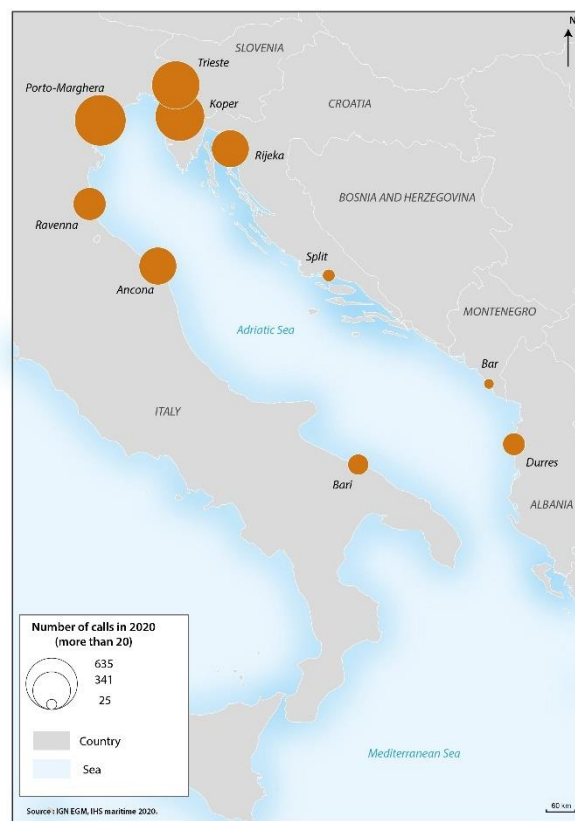 N
SLOVENIA
Trieste
Porto-Marghera
Koper
CROATIA
Rijeka
BOSNIA AND HERZEGOVINA
Ravenna
Split
Ancona
MONTENEGRO
Adriatic Sea
Bar
ITALY
Durres
Bari
ALBANIA
Number of calls in 2020
(more than 20)
635
341
25
Country
Sea
Mediterranean Sea
Source : IGN EGM, IHS maritime 2020.
60 km